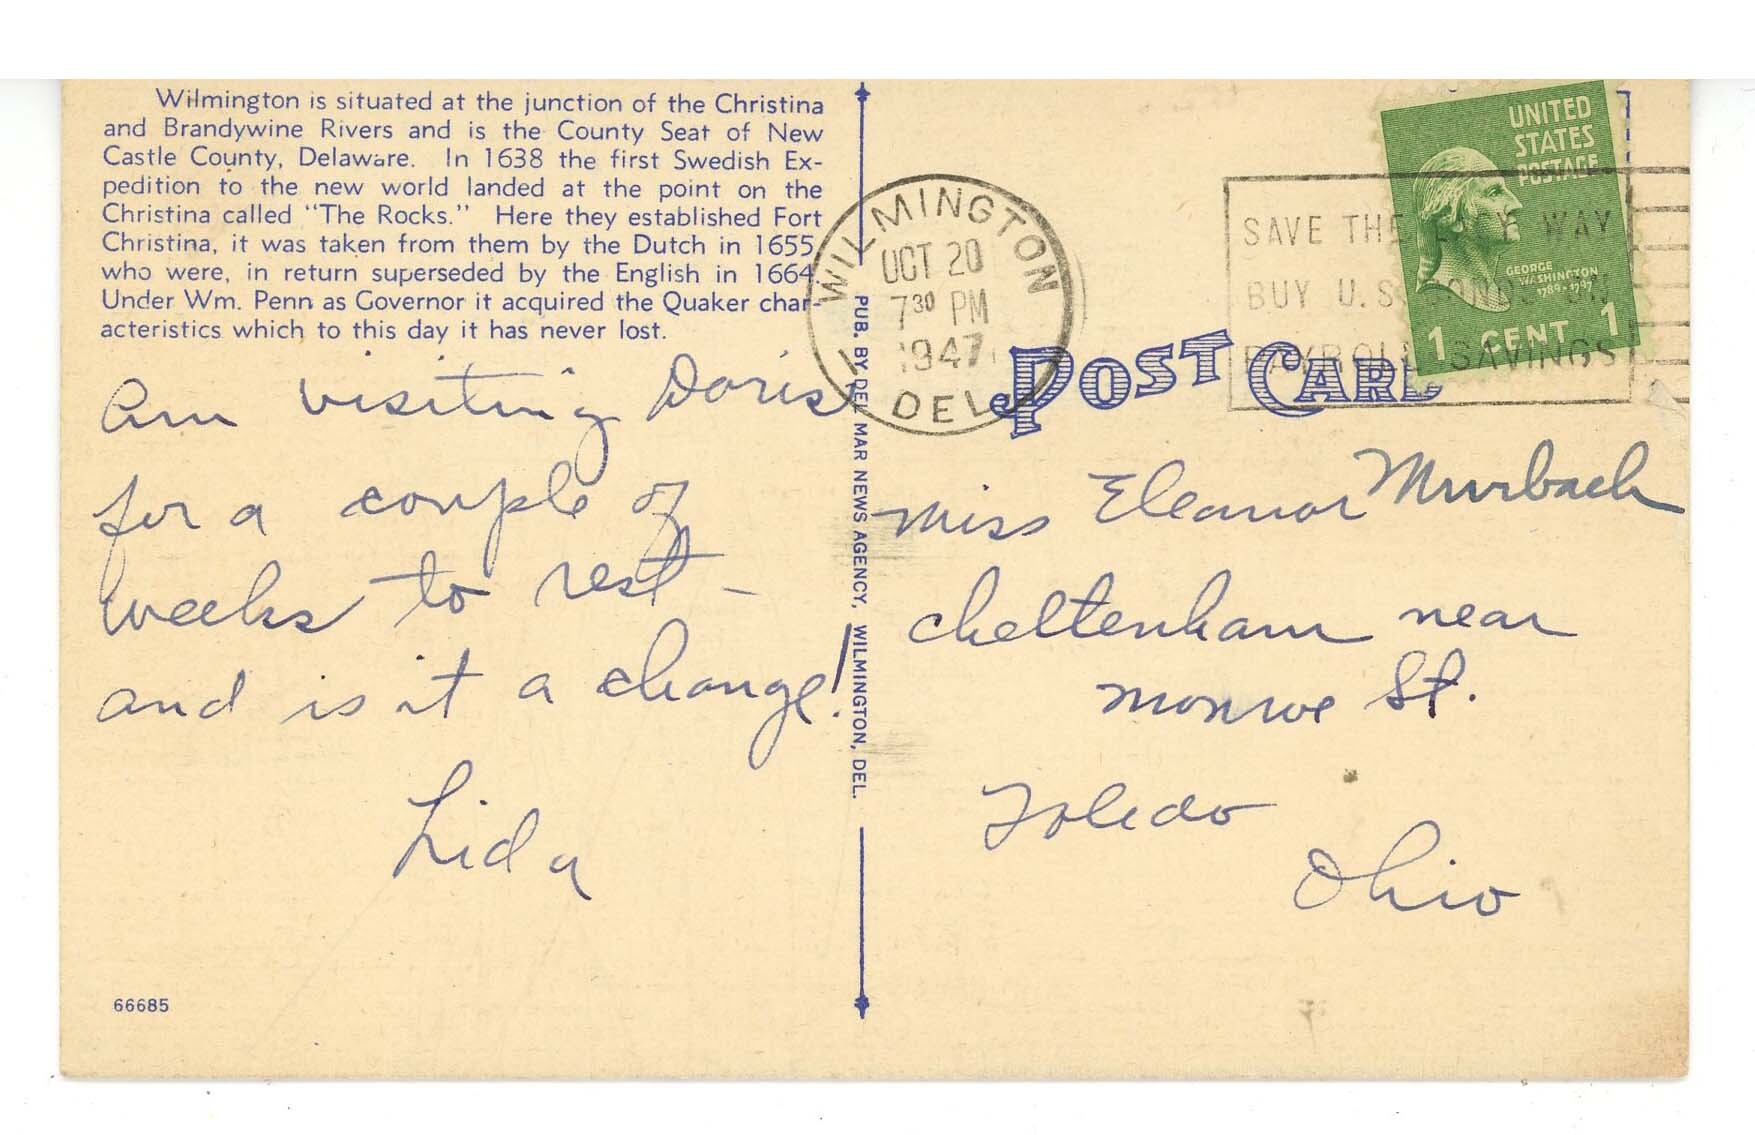 Wilmington is situated at the junction of the Christina
and Brandywine Rivers and is the County Seat of New
Castle County, Delaware. In 1638 the first Swedish Ex-
pedition to the new world landed at the point on the
Christina called "The Rocks." Here they established Fort
Christina, it was taken from them by the Dutch in 1655
who were, in return superseded by the English in 1664.
Under Wm. Penn as Governor it acquired the Quaker char-
acteristics which to this day it has never lost.
Am visiting Doris
for a couple of
weeks to rest -
and is it a change!
Lida
66685
PUB. BY DEL MAR NEWS AGENCY, WILMINGTON, DEL.
WILMINGTON
OCT 20
7 30 PM
1947
DEL
POST CARD
SAVE THE EASY WAY
BUY U.S. BONDS ON
PAYROLL SAVINGS
UNITED
STATES
POSTAGE
GEORGE
WASHINGTON
1789-1797
1 CENT 1
Miss Eleanor Murbach
Cheltenham near
Monroe St.
Toledo
Ohio